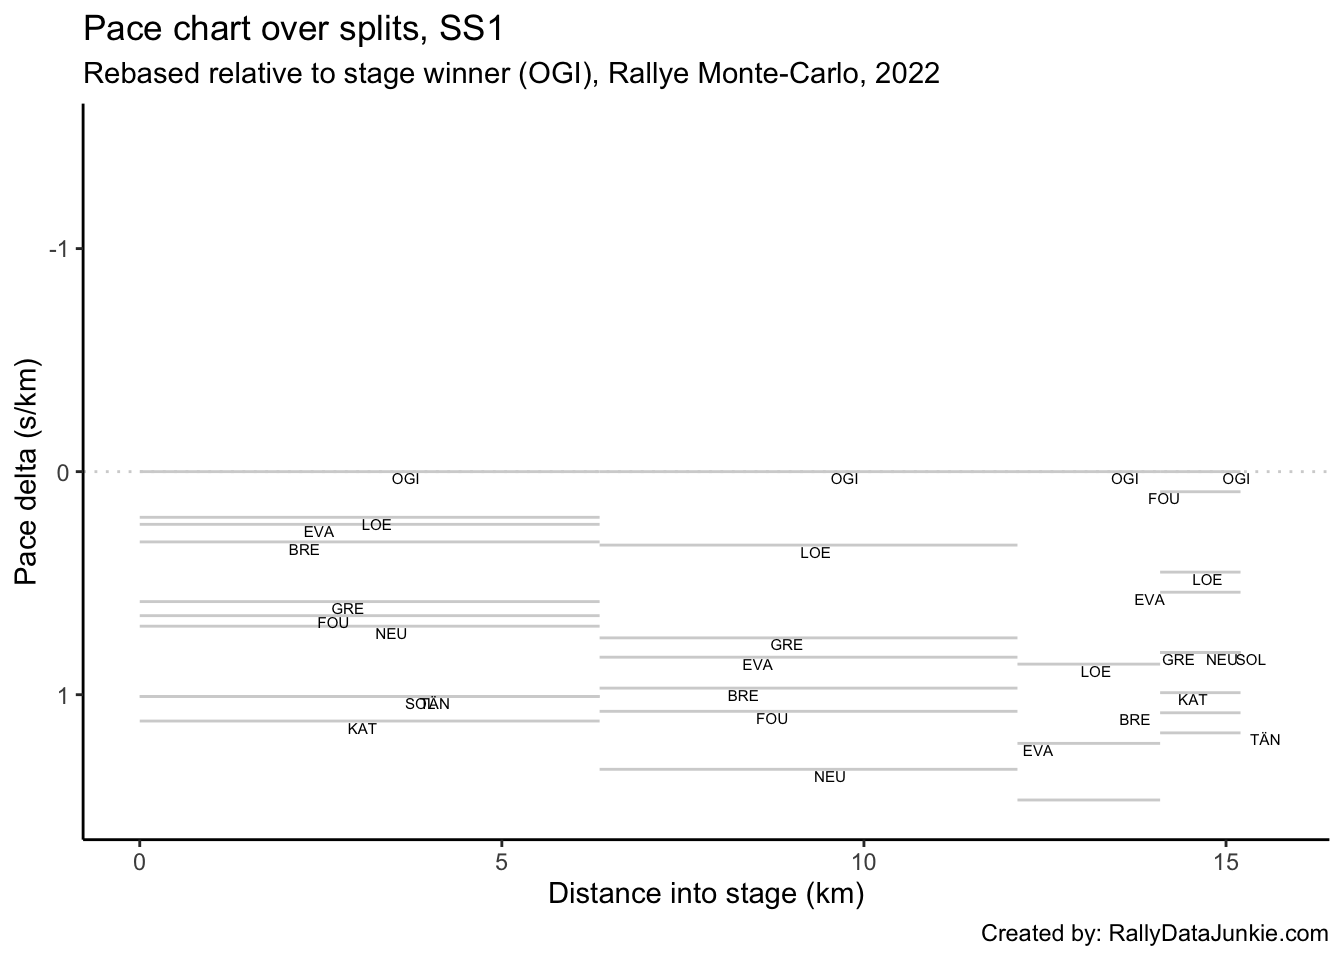 Pace chart over splits, SS1
Rebased relative to stage winner (OGI), Rallye Monte-Carlo, 2022
Pace delta (s/km)
-1
0
1
OGI OGI OGI OGI
FOU
LOE
EVA
BRE
LOE
LOE
EVA
GRE
FOU
NEU
GRE
EVA
GRE NEU SOL
LOE
BRE
KAT
SOL TÄN
FOU
BRE
KAT
TÄN
EVA
NEU
0 5 10 15
Distance into stage (km)
Created by: RallyDataJunkie.com